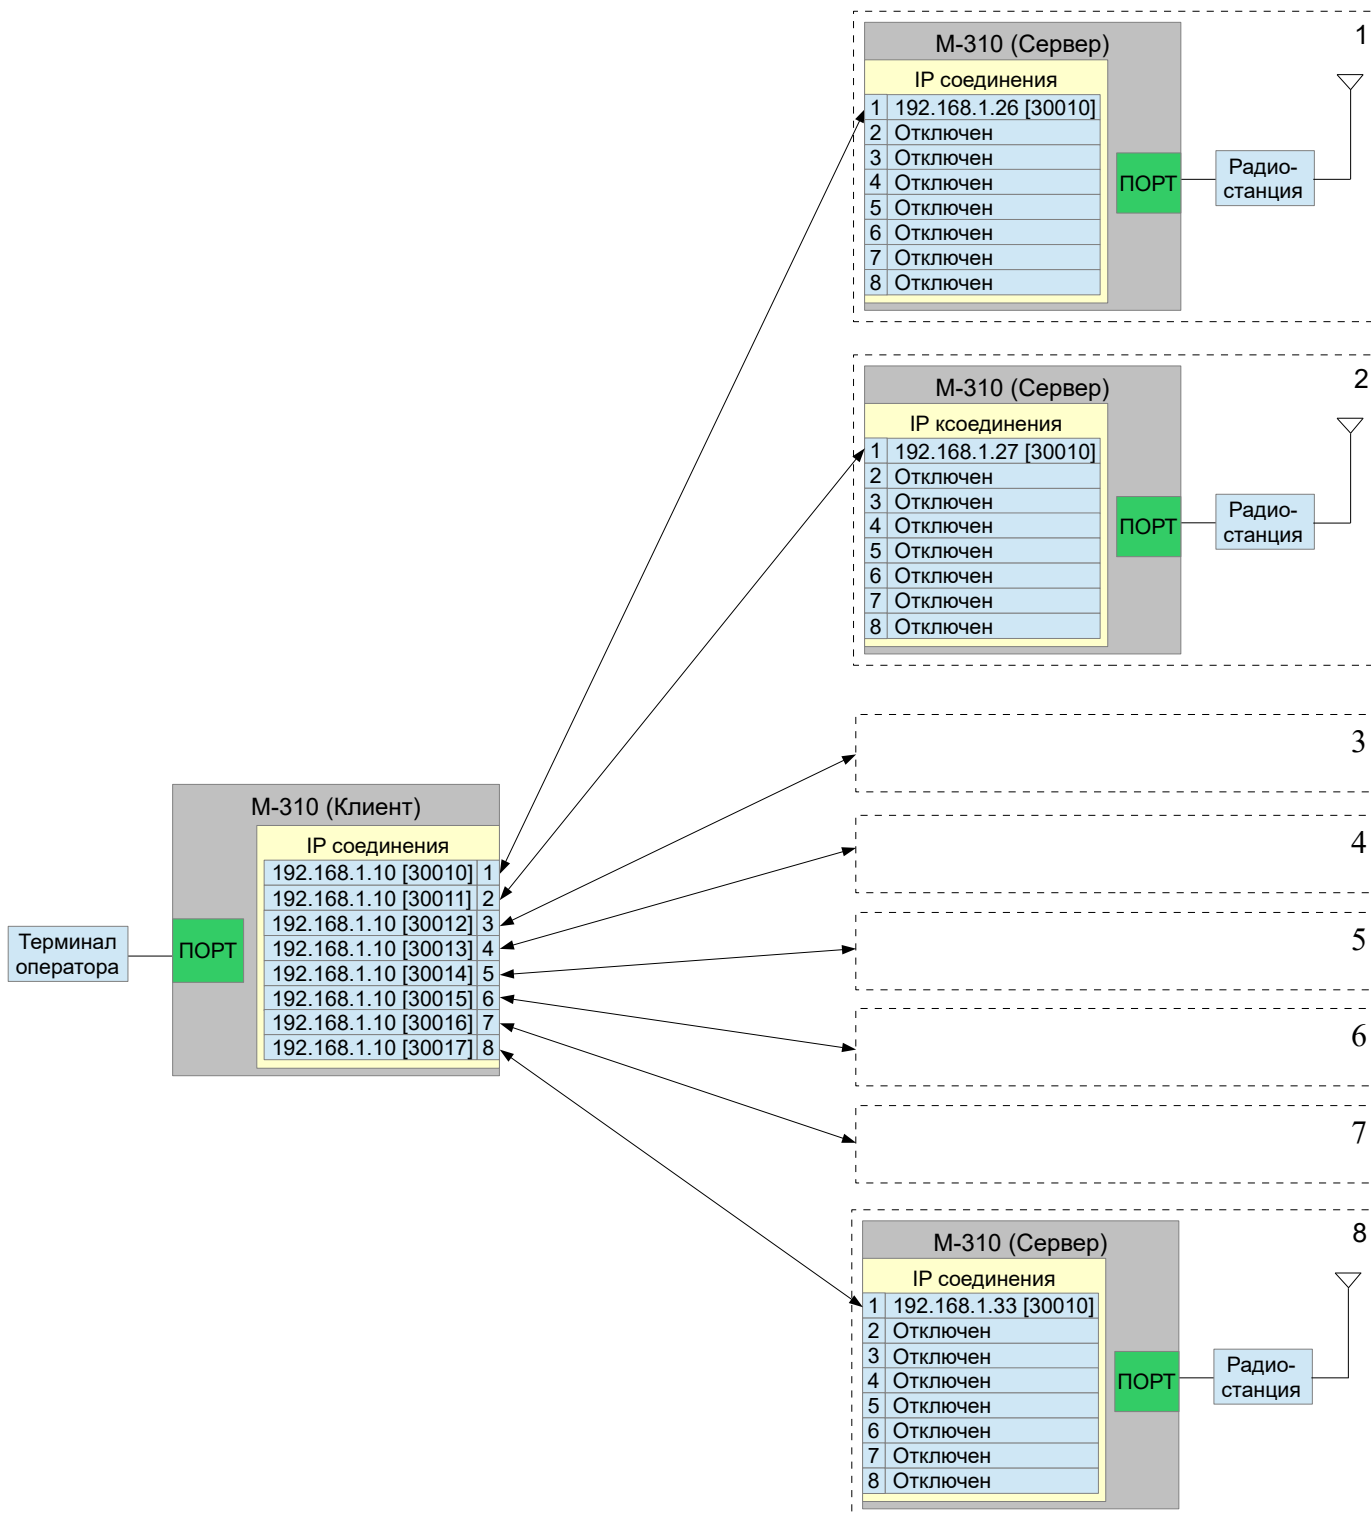 1
М-310 (Сервер)
IP соединения
1 192.168.1.26 [30010]
2 Отключен
3 Отключен
4 Отключен
5 Отключен
6 Отключен
7 Отключен
8 Отключен
ПОРТ
Радио-
станция
2
М-310 (Сервер)
IP ксоединения
1 192.168.1.27 [30010]
2 Отключен
3 Отключен
4 Отключен
5 Отключен
6 Отключен
7 Отключен
8 Отключен
ПОРТ
Радио-
станция
3
4
5
6
7
М-310 (Клиент)
IP соединения
192.168.1.10 [30010] 1
192.168.1.10 [30011] 2
192.168.1.10 [30012] 3
192.168.1.10 [30013] 4
192.168.1.10 [30014] 5
192.168.1.10 [30015] 6
192.168.1.10 [30016] 7
192.168.1.10 [30017] 8
ПОРТ
Терминал
оператора
8
М-310 (Сервер)
IP соединения
1 192.168.1.33 [30010]
2 Отключен
3 Отключен
4 Отключен
5 Отключен
6 Отключен
7 Отключен
8 Отключен
ПОРТ
Радио-
станция